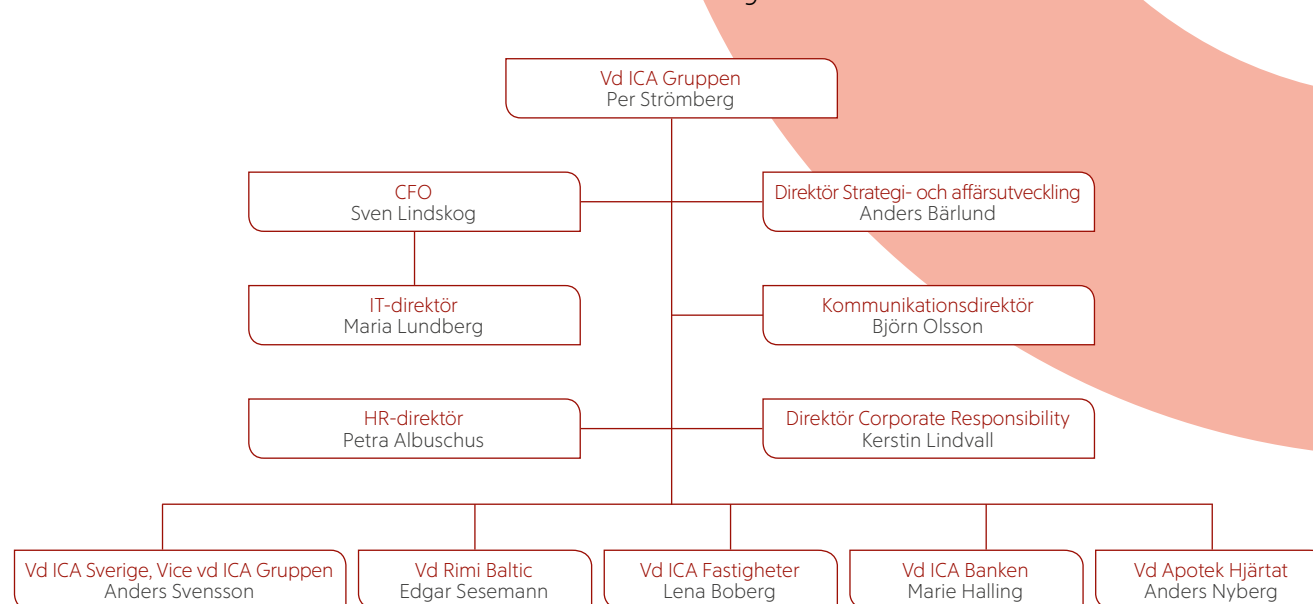 Vd ICA Gruppen
Per Strömberg
CFO
Sven Lindskog
Direktör Strategi- och affärsutveckling
Anders Bärlund
IT-direktör
Maria Lundberg
Kommunikationsdirektör
Björn Olsson
HR-direktör
Petra Albuschus
Direktör Corporate Responsibility
Kerstin Lindvall
Vd ICA Sverige, Vice vd ICA Gruppen
Anders Svensson
Vd Rimi Baltic
Edgar Sesemann
Vd ICA Fastigheter
Lena Boberg
Vd ICA Banken
Marie Halling
Vd Apotek Hjärtat
Anders Nyberg